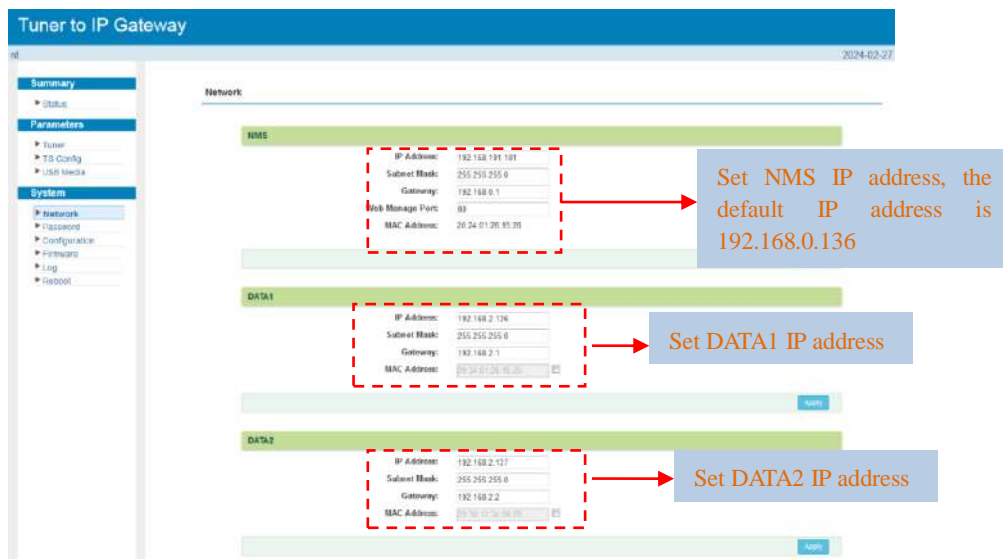 Tuner to IP Gateway
nt
2024-02-27
Summary
Status
Parameters
Tuner
TS Config
USB Media
System
Network
Password
Configuration
Firmware
Log
Reboot
Network
NMS
IP Address: 192.168.191.101
Subnet Mask: 255.255.255.0
Gateway: 192.168.0.1
Web Manage Port: 80
MAC Address:
Set NMS IP address, the
default IP address is
192.168.0.136
DATA1
IP Address: 192.168.2.136
Subnet Mask: 255.255.255.0
Gateway: 192.168.2.1
MAC Address:
Set DATA1 IP address
Apply
DATA2
IP Address: 192.168.2.137
Subnet Mask: 255.255.255.0
Gateway: 192.168.2.2
MAC Address:
Set DATA2 IP address
Apply